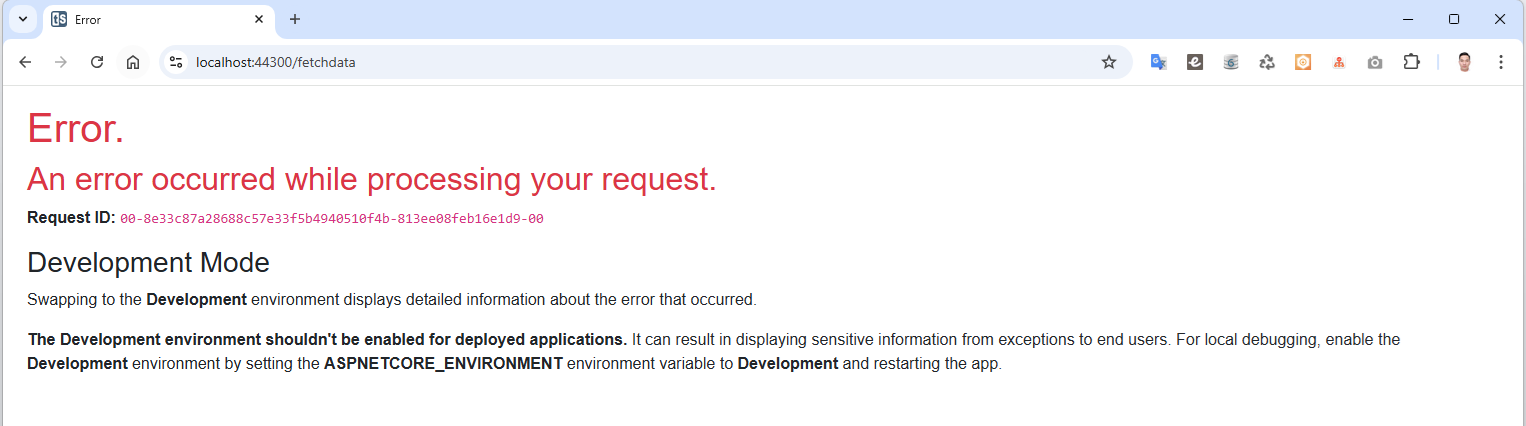 ts Error
localhost:44300/fetchdata
Error.
An error occurred while processing your request.
Request ID: 00-8e33c87a28688c57e33f5b4940510f4b-813ee08feb16e1d9-00
Development Mode
Swapping to the Development environment displays detailed information about the error that occurred.
The Development environment shouldn't be enabled for deployed applications. It can result in displaying sensitive information from exceptions to end users. For local debugging, enable the
Development environment by setting the ASPNETCORE_ENVIRONMENT environment variable to Development and restarting the app.